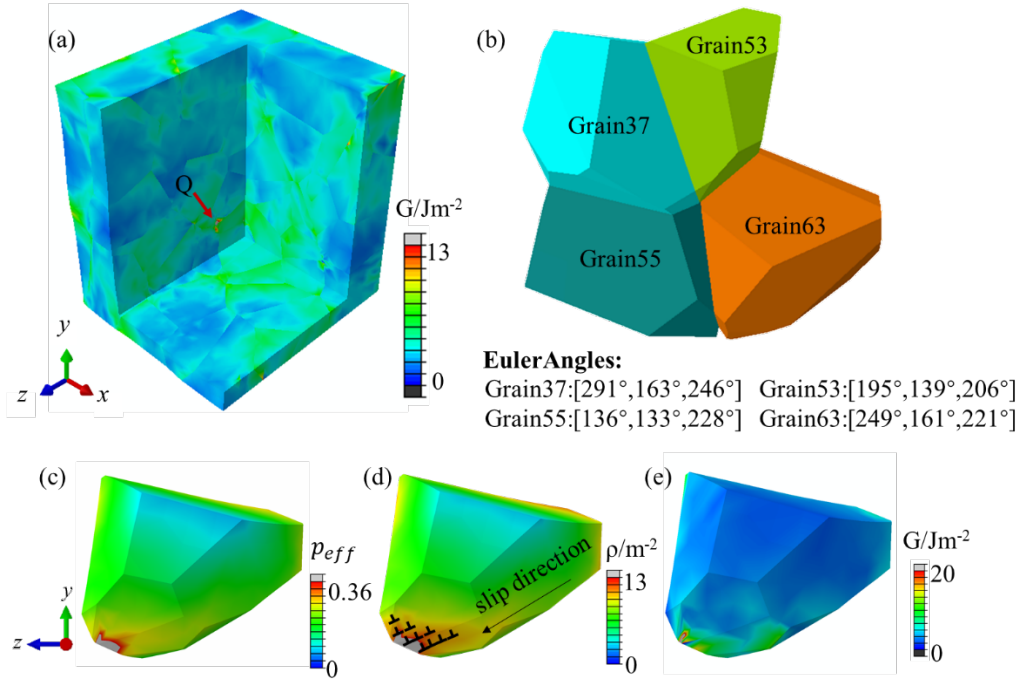 (a)
Q
G/Jm⁻²
13
0
y
z
x
(b)
Grain53
Grain37
Grain63
Grain55
EulerAngles:
Grain37:[291°,163°,246°] Grain53:[195°,139°,206°]
Grain55:[136°,133°,228°] Grain63:[249°,161°,221°]
(c)
p_eff
0.36
0
y
z
(d)
slip direction
ρ/m⁻²
13
0
(e)
G/Jm⁻²
20
0